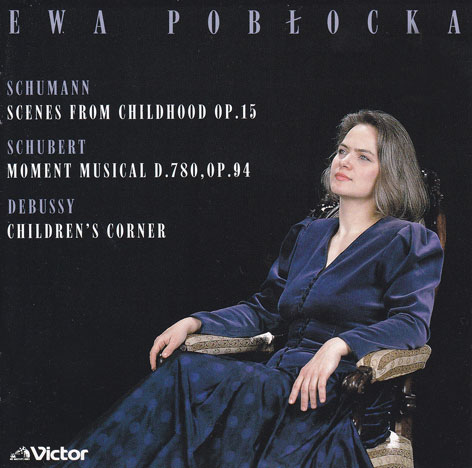 EWA POBŁOCKA
SCHUMANN
SCENES FROM CHILDHOOD OP.15
SCHUBERT
MOMENT MUSICAL D.780,OP.94
DEBUSSY
CHILDREN'S CORNER
Victor